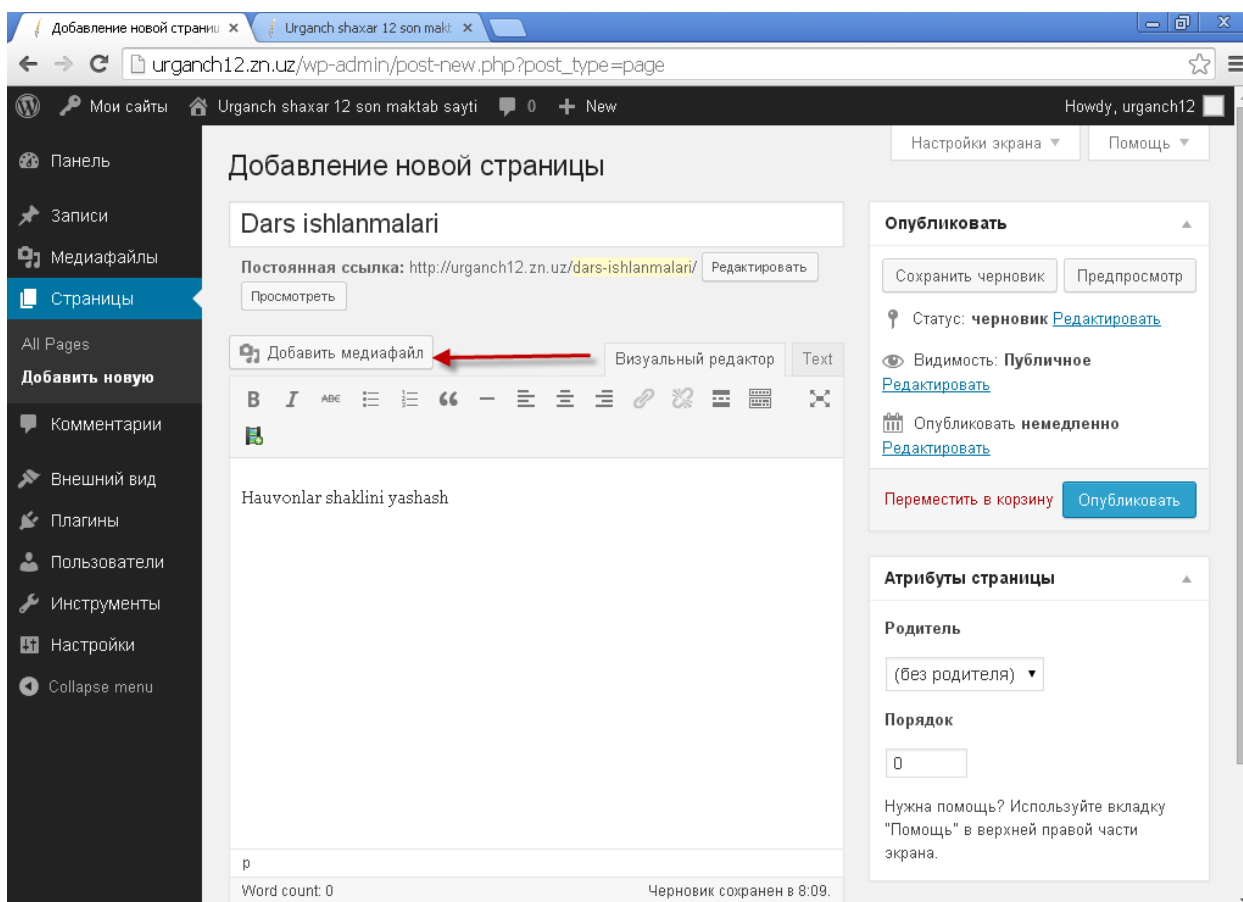 Добавление новой страниц
Urganch shaxar 12 son makt
urganch12.zn.uz/wp-admin/post-new.php?post_type=page
Мои сайты Urganch shaxar 12 son maktab sayti 0 + New Howdy, urganch12
Настройки экрана Помощь
Панель
Записи
Медиафайлы
Страницы
All Pages
Добавить новую
Комментарии
Внешний вид
Плагины
Пользователи
Инструменты
Настройки
Collapse menu
Добавление новой страницы
Dars ishlanmalari
Постоянная ссылка: http://urganch12.zn.uz/dars-ishlanmalari/ Редактировать
Просмотреть
Добавить медиафайл
Визуальный редактор Text
B I ABC
Hauvonlar shaklini yashash
p
Word count: 0 Черновик сохранен в 8:09.
Опубликовать
Сохранить черновик Предпросмотр
Статус: черновик Редактировать
Видимость: Публичное
Редактировать
Опубликовать немедленно
Редактировать
Переместить в корзину Опубликовать
Атрибуты страницы
Родитель
(без родителя)
Порядок
0
Нужна помощь? Используйте вкладку
"Помощь" в верхней правой части
экрана.